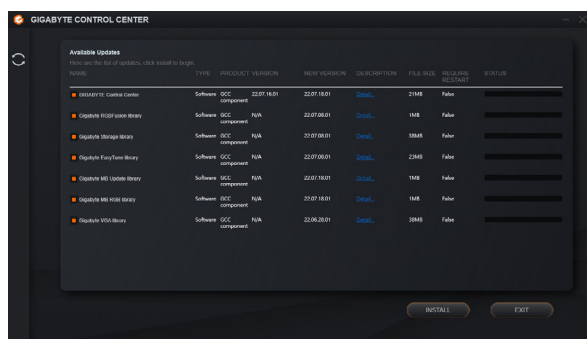 GIGABYTE CONTROL CENTER
Available Updates
Here are the list of updates, click install to begin.
NAME TYPE PRODUCT VERSION NEW VERSION DESCRIPTION FILE SIZE REQUIRE RESTART STATUS
GIGABYTE Control Center Software GCC component 22.07.16.01 22.07.18.01 Detail... 21MB False
Gigabyte RGBFusion library Software GCC component N/A 22.07.08.01 Detail... 1MB False
Gigabyte Storage library Software GCC component N/A 22.07.08.01 Detail... 38MB False
Gigabyte EasyTune library Software GCC component N/A 22.07.08.01 Detail... 23MB False
Gigabyte MB Update library Software GCC component N/A 22.07.18.01 Detail... 1MB False
Gigabyte MB RGB library Software GCC component N/A 22.07.08.01 Detail... 1MB False
Gigabyte VGA library Software GCC component N/A 22.06.28.01 Detail... 38MB False
INSTALL
EXIT